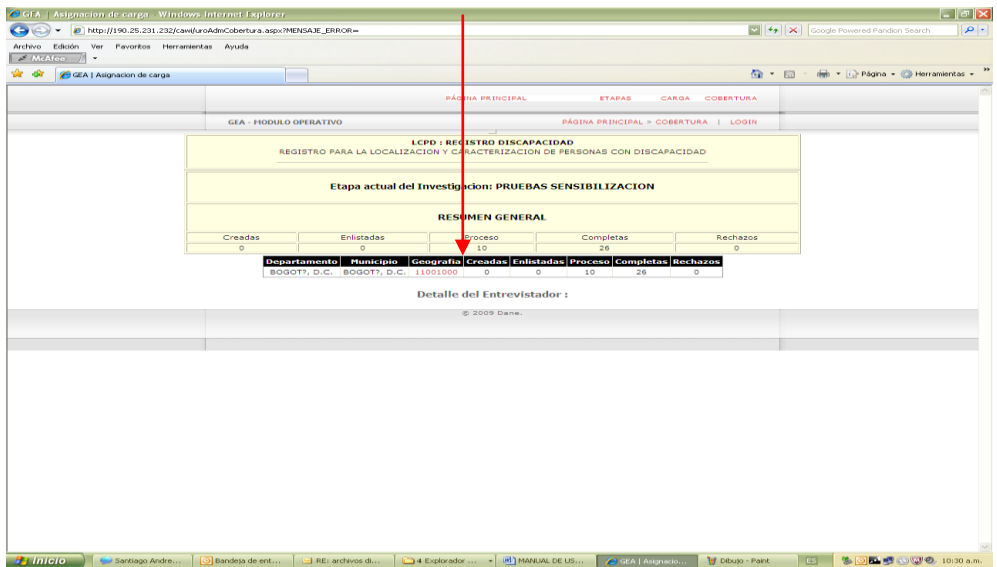 GEA | Asignacion de carga - Windows Internet Explorer
http://190.25.231.232/cawi/uroAdmCobertura.aspx?MENSAJE_ERROR=
Google Powered Pandion Search
Archivo Edición Ver Favoritos Herramientas Ayuda
McAfee
GEA | Asignacion de carga
Página Herramientas
PÁGINA PRINCIPAL ETAPAS CARGA COBERTURA
GEA - MODULO OPERATIVO PÁGINA PRINCIPAL > COBERTURA | LOGIN
LCPD : REGISTRO DISCAPACIDAD
REGISTRO PARA LA LOCALIZACION Y CARACTERIZACION DE PERSONAS CON DISCAPACIDAD
Etapa actual del Investigacion: PRUEBAS SENSIBILIZACION
RESUMEN GENERAL
Creadas Enlistadas Proceso Completas Rechazos
0 0 10 26 0
Departamento Municipio Geografia Creadas Enlistadas Proceso Completas Rechazos
BOGOT?, D.C. BOGOT?, D.C. 11001000 0 0 10 26 0
Detalle del Entrevistador :
© 2009 Dane.
Inicio Santiago Andre... Bandeja de ent... RE: archivos di... 4 Explorador ... MANUAL DE US... GEA | Asignacio... Dibujo - Paint 10:30 a.m.